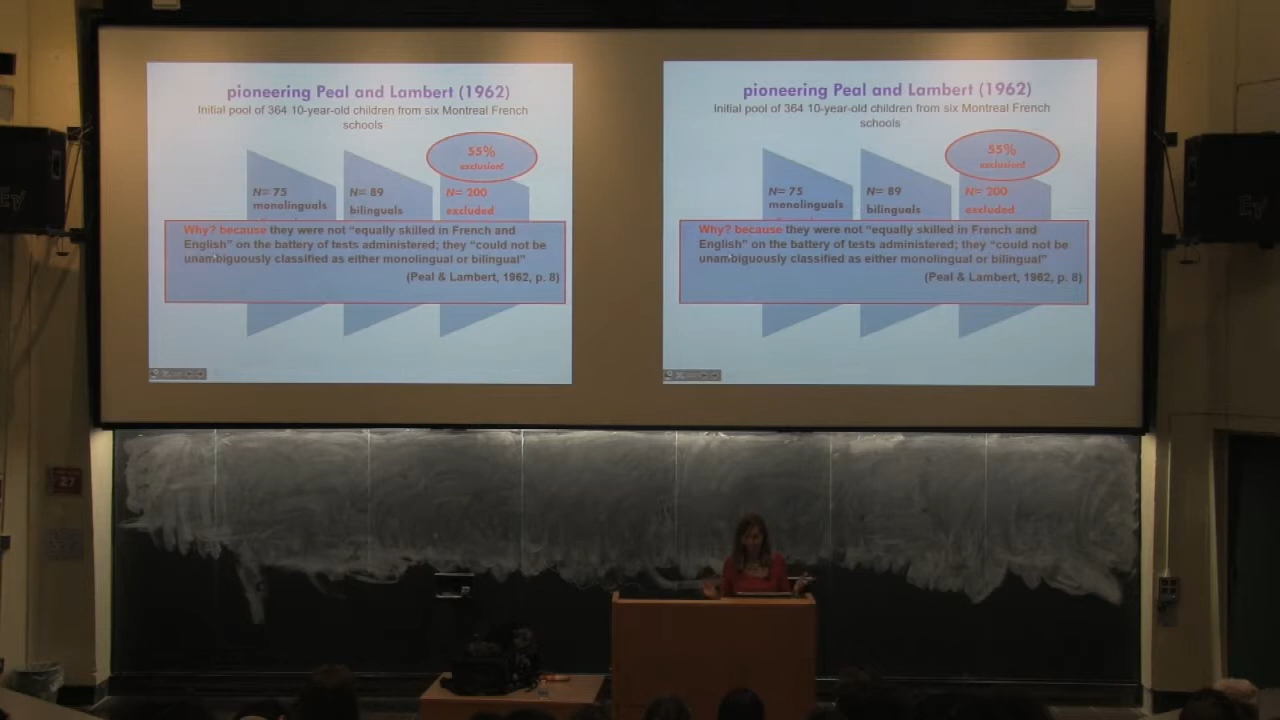 pioneering Peal and Lambert (1962)
Initial pool of 364 10-year-old children from six Montreal French
schools
55%
exclusion!
N= 75
monolinguals
N= 89
bilinguals
N= 200
excluded
Why? because they were not “equally skilled in French and
English” on the battery of tests administered; they “could not be
unambiguously classified as either monolingual or bilingual”
(Peal & Lambert, 1962, p. 8)
pioneering Peal and Lambert (1962)
Initial pool of 364 10-year-old children from six Montreal French
schools
55%
exclusion!
N= 75
monolinguals
N= 89
bilinguals
N= 200
excluded
Why? because they were not “equally skilled in French and
English” on the battery of tests administered; they “could not be
unambiguously classified as either monolingual or bilingual”
(Peal & Lambert, 1962, p. 8)
27